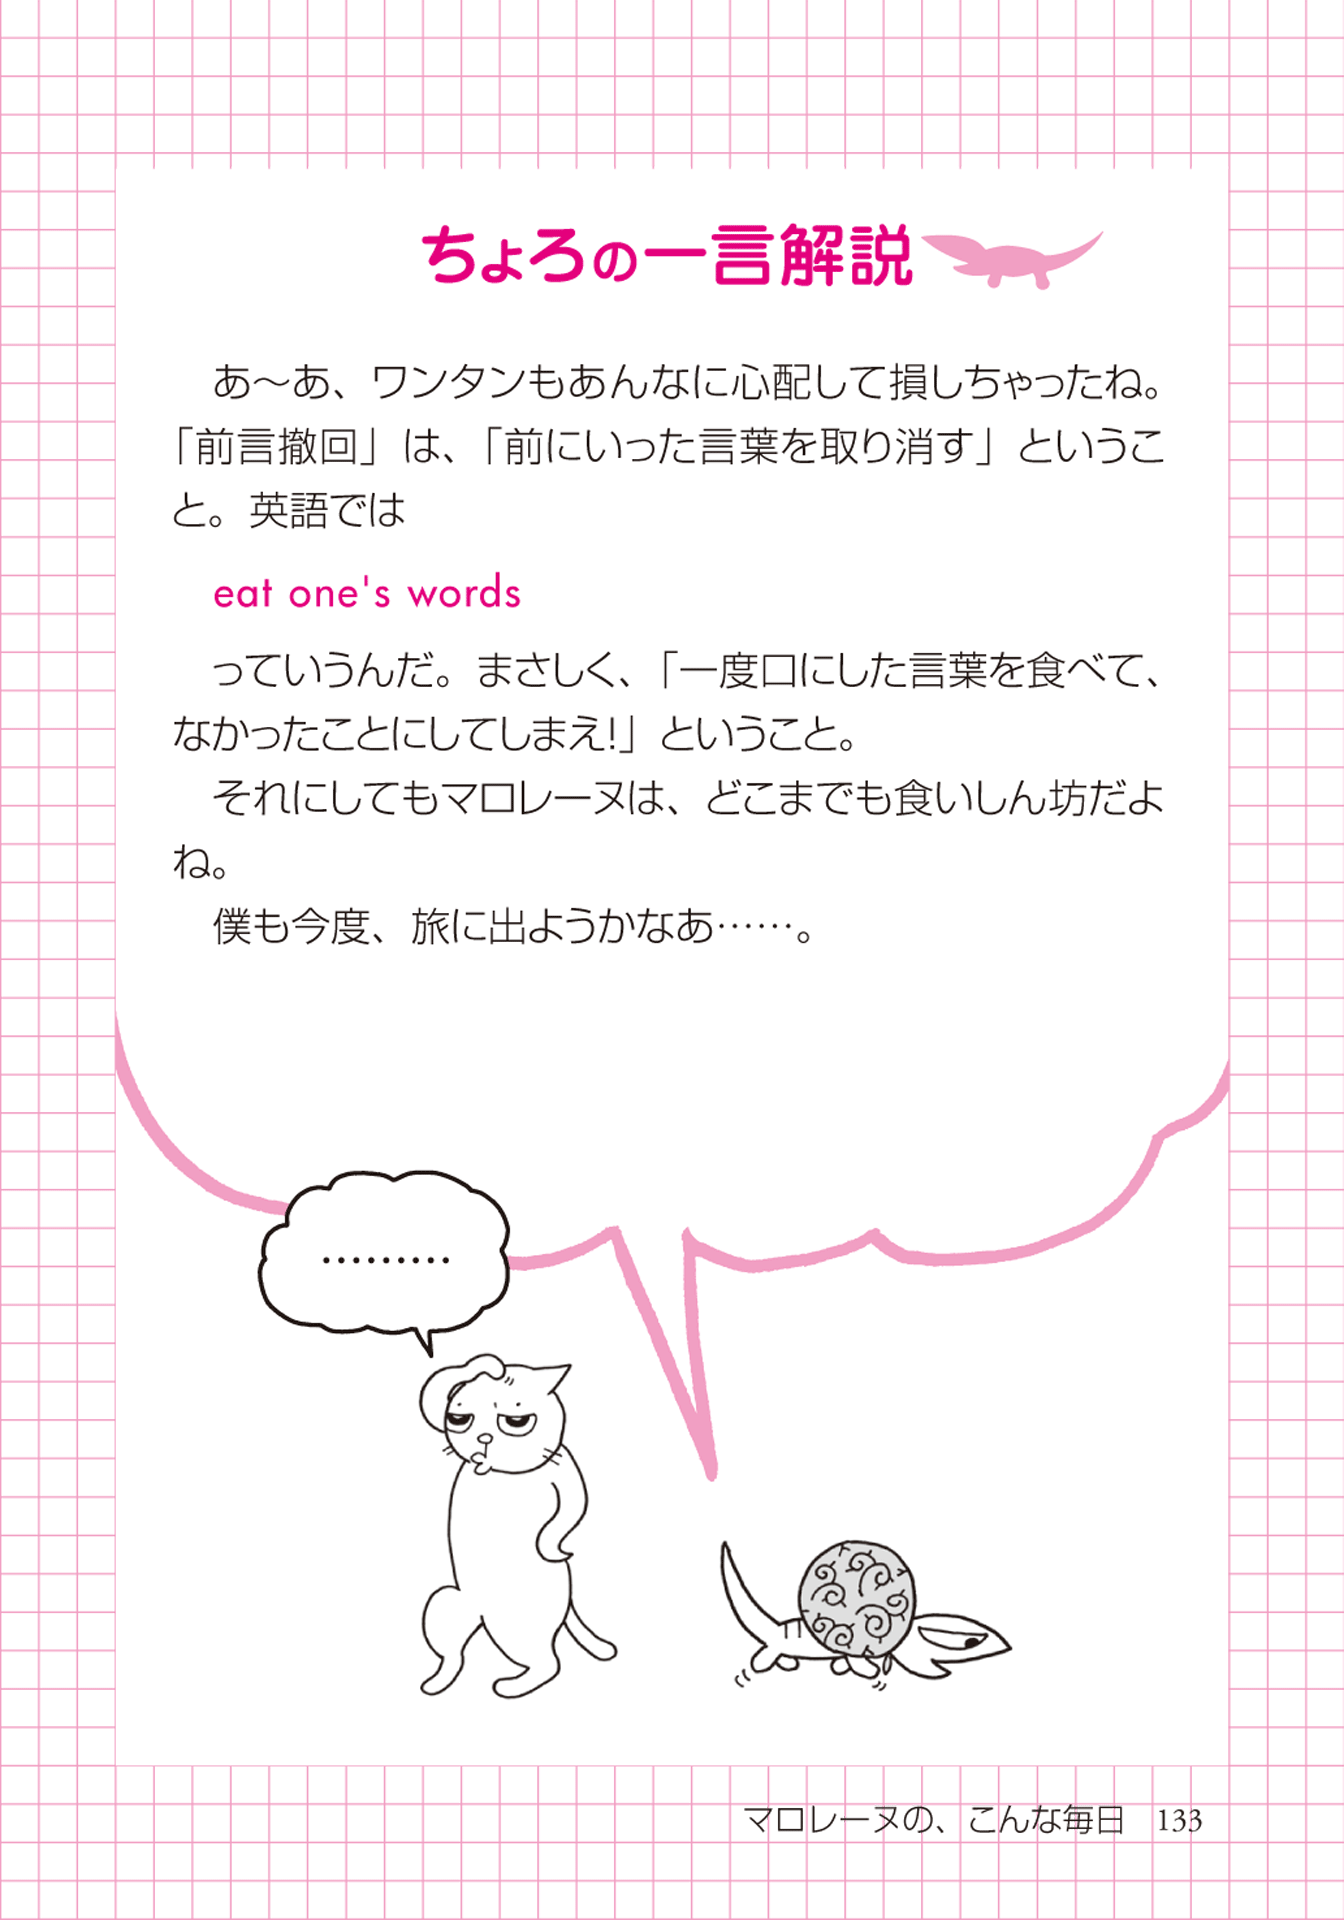 ちょろの一言解説
あ〜あ、ワンタンもあんなに心配して損しちゃったね。
「前言撤回」は、「前にいった言葉を取り消す」というこ
と。英語では
eat one's words
っていうんだ。まさしく、「一度口にした言葉を食べて、
なかったことにしてしまえ!」ということ。
それにしてもマロレーヌは、どこまでも食いしん坊だよ
ね。
僕も今度、旅に出ようかなあ……。
………
マロレーヌの、こんな毎日 133